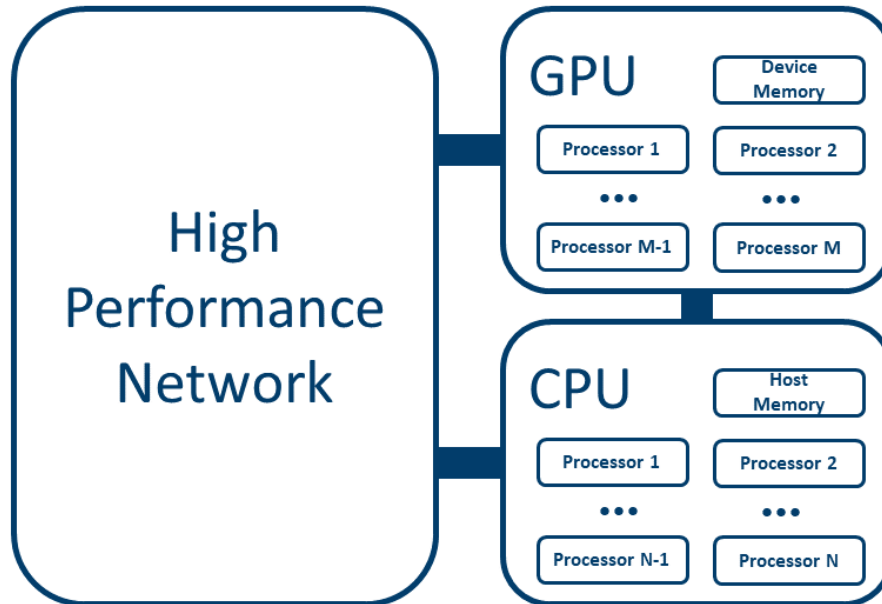 High
Performance
Network
GPU
Device
Memory
Processor 1
Processor 2
•••
•••
Processor M-1
Processor M
CPU
Host
Memory
Processor 1
Processor 2
•••
•••
Processor N-1
Processor N